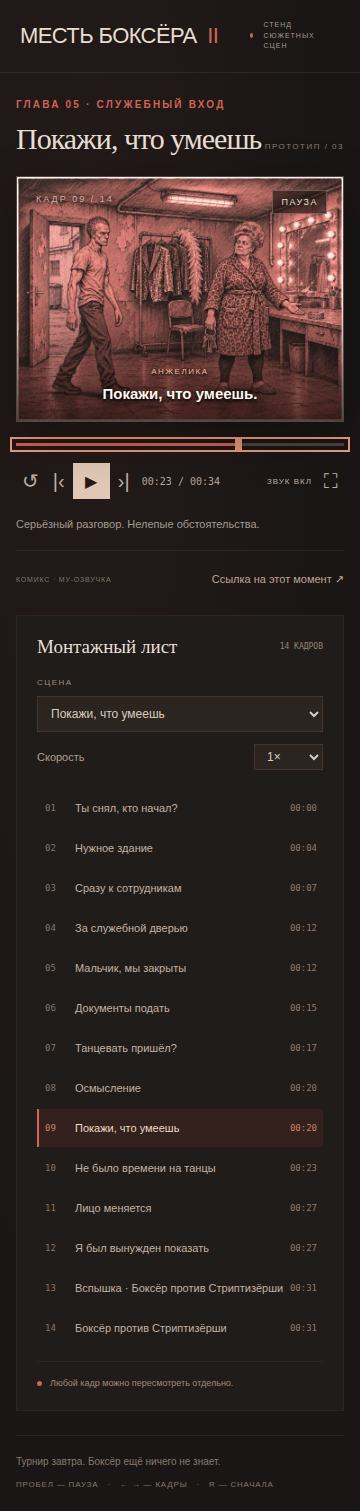 МЕСТЬ БОКСЁРА II
СТЕНД
СЮЖЕТНЫХ
СЦЕН
ГЛАВА 05 · СЛУЖЕБНЫЙ ВХОД
Покажи, что умеешь
ПРОТОТИП / 03
КАДР 09 / 14
ПАУЗА
АНЖЕЛИКА
Покажи, что умеешь.
00:23 / 00:34
ЗВУК ВКЛ
Серьёзный разговор. Нелепые обстоятельства.
КОМИКС · МУ-ОЗВУЧКА
Ссылка на этот момент ↗
Монтажный лист
14 КАДРОВ
СЦЕНА
Покажи, что умеешь
Скорость
1×
01 Ты снял, кто начал? 00:00
02 Нужное здание 00:04
03 Сразу к сотрудникам 00:07
04 За служебной дверью 00:12
05 Мальчик, мы закрыты 00:12
06 Документы подать 00:15
07 Танцевать пришёл? 00:17
08 Осмысление 00:20
09 Покажи, что умеешь 00:20
10 Не было времени на танцы 00:23
11 Лицо меняется 00:27
12 Я был вынужден показать 00:27
13 Вспышка · Боксёр против Стриптизёрши 00:31
14 Боксёр против Стриптизёрши 00:31
Любой кадр можно пересмотреть отдельно.
Турнир завтра. Боксёр ещё ничего не знает.
ПРОБЕЛ — ПАУЗА · ← → — КАДРЫ · Я — СНАЧАЛА